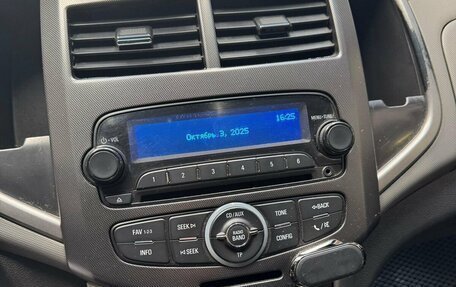 16:25
Октябрь 3, 2025
VOL
MENU•TUNE
1 2 3 4 5 6
CD/AUX
TONE
BACK
FAV 1-2-3
SEEK
RADIO BAND
INFO
SEEK
TP
CONFIG